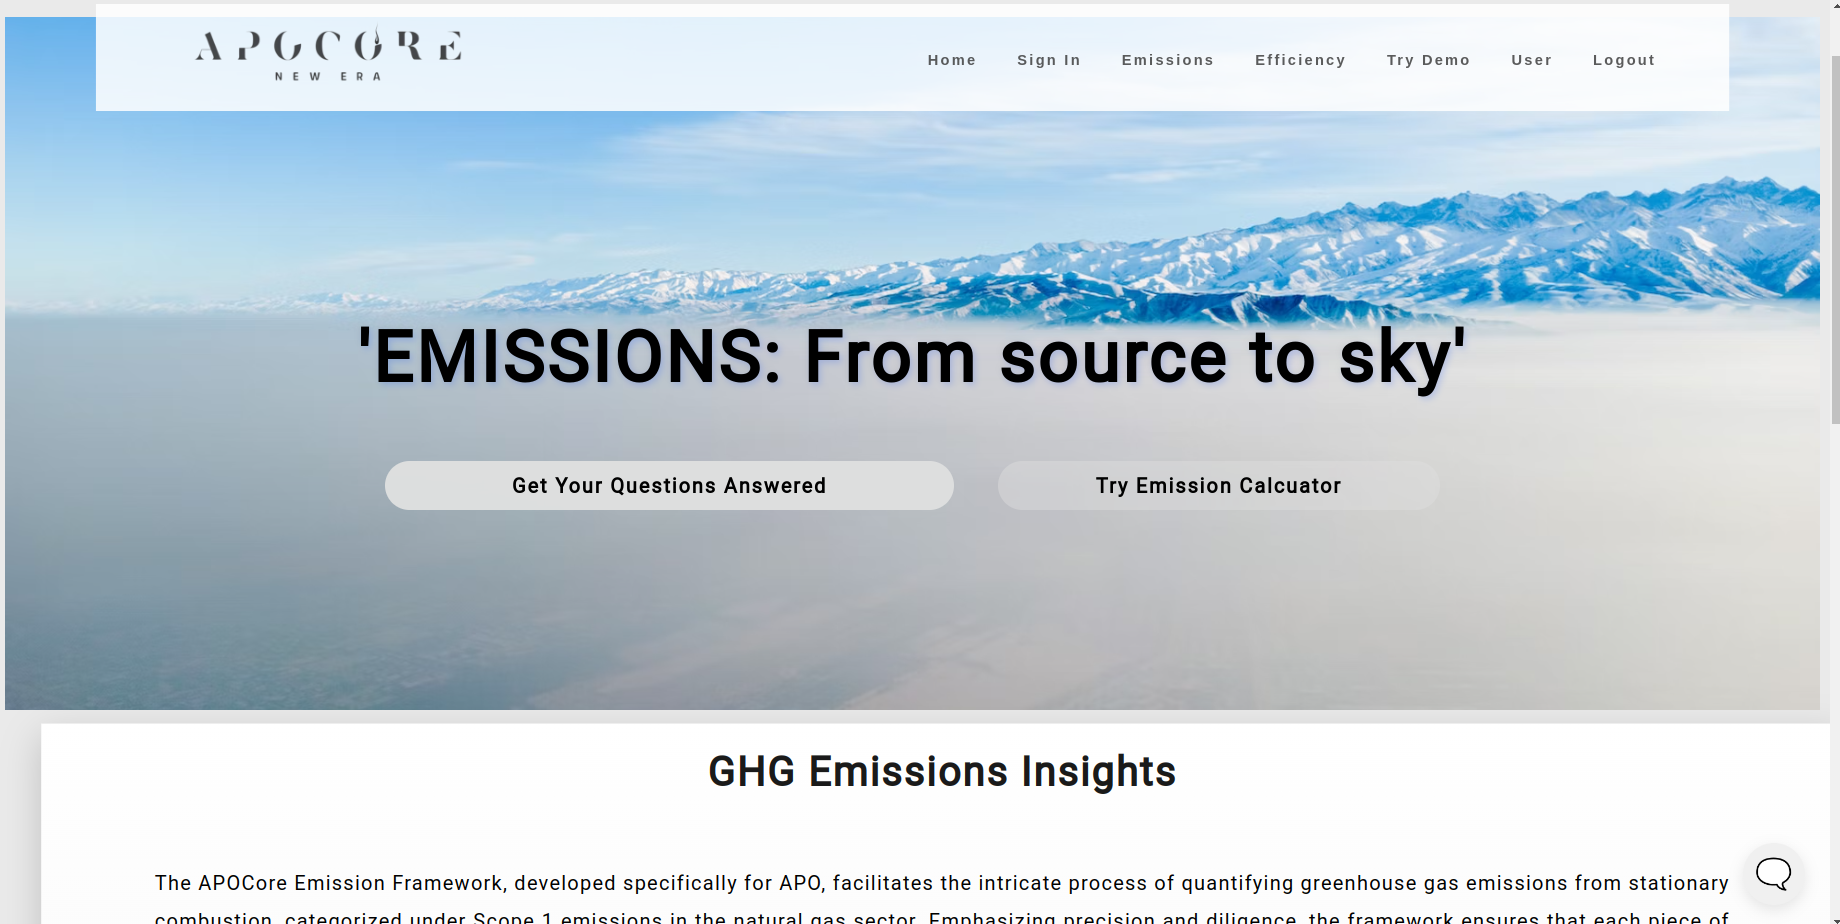 APOCORE
NEW ERA
Home Sign In Emissions Efficiency Try Demo User Logout
'EMISSIONS: From source to sky'
Get Your Questions Answered Try Emission Calcuator
GHG Emissions Insights
The APOCore Emission Framework, developed specifically for APO, facilitates the intricate process of quantifying greenhouse gas emissions from stationary
combustion, categorized under Scope 1 emissions in the natural gas sector. Emphasizing precision and diligence, the framework ensures that each piece of